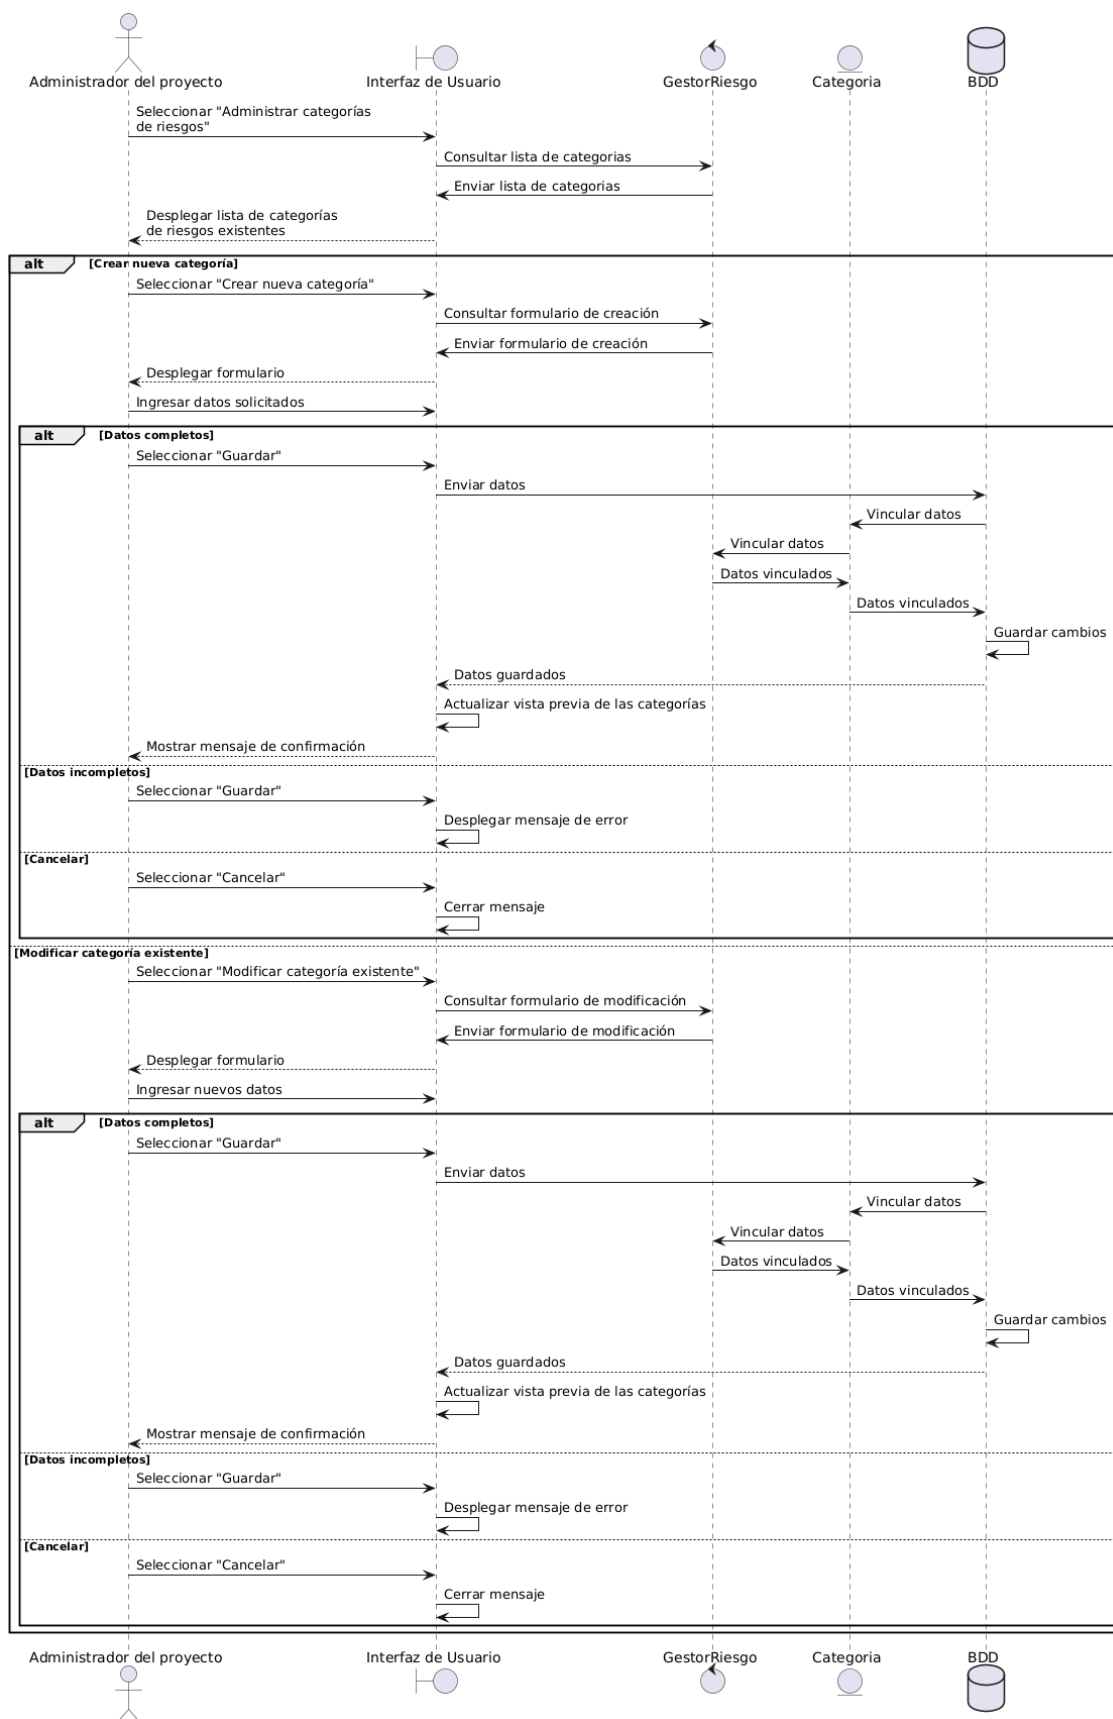 Administrador del proyecto
Interfaz de Usuario
GestorRiesgo
Categoria
BDD
Seleccionar "Administrar categorías
de riesgos"
Consultar lista de categorias
Enviar lista de categorias
Desplegar lista de categorías
de riesgos existentes
alt
[Crear nueva categoría]
Seleccionar "Crear nueva categoría"
Consultar formulario de creación
Enviar formulario de creación
Desplegar formulario
Ingresar datos solicitados
alt
[Datos completos]
Seleccionar "Guardar"
Enviar datos
Vincular datos
Vincular datos
Datos vinculados
Datos vinculados
Guardar cambios
Datos guardados
Actualizar vista previa de las categorías
Mostrar mensaje de confirmación
[Datos incompletos]
Seleccionar "Guardar"
Desplegar mensaje de error
[Cancelar]
Seleccionar "Cancelar"
Cerrar mensaje
[Modificar categoría existente]
Seleccionar "Modificar categoría existente"
Consultar formulario de modificación
Enviar formulario de modificación
Desplegar formulario
Ingresar nuevos datos
alt
[Datos completos]
Seleccionar "Guardar"
Enviar datos
Vincular datos
Vincular datos
Datos vinculados
Datos vinculados
Guardar cambios
Datos guardados
Actualizar vista previa de las categorías
Mostrar mensaje de confirmación
[Datos incompletos]
Seleccionar "Guardar"
Desplegar mensaje de error
[Cancelar]
Seleccionar "Cancelar"
Cerrar mensaje
Administrador del proyecto
Interfaz de Usuario
GestorRiesgo
Categoria
BDD